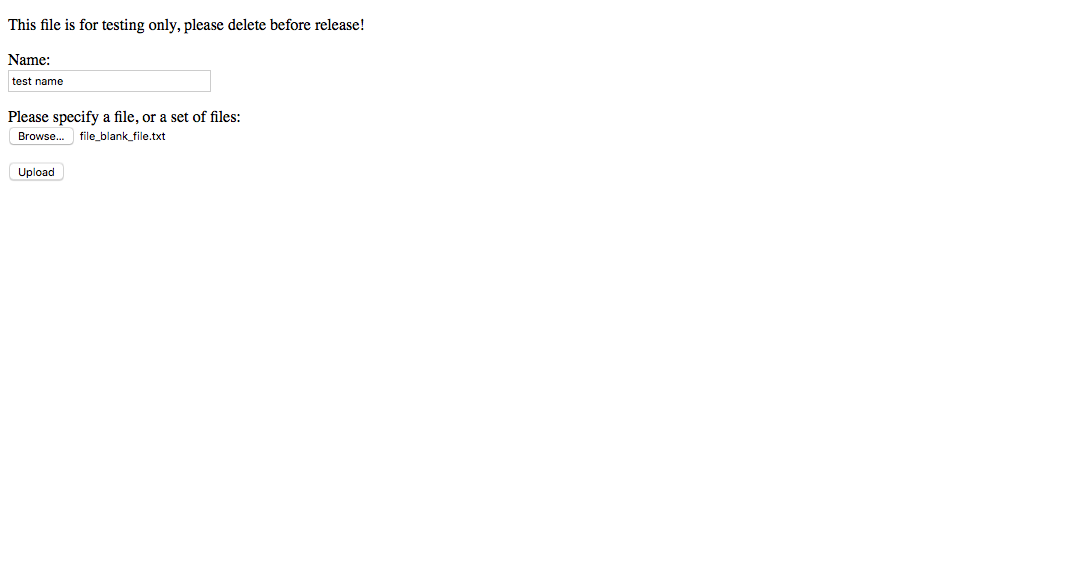 This file is for testing only, please delete before release!
Name:
test name
Please specify a file, or a set of files:
Browse... file_blank_file.txt
Upload